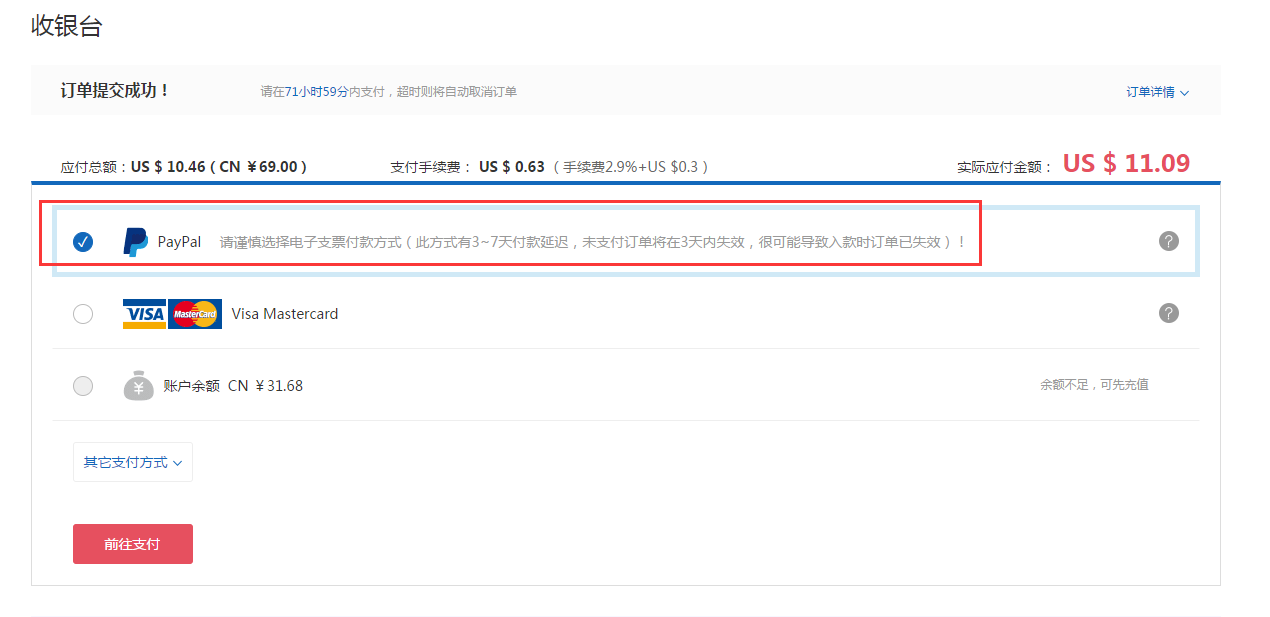 收银台
订单提交成功！ 请在71小时59分内支付，超时则将自动取消订单 订单详情
应付总额：US $ 10.46 ( CN ￥69.00 ) 支付手续费： US $ 0.63 （ 手续费2.9%+US $0.3 ） 实际应付金额： US $ 11.09
PayPal 请谨慎选择电子支票付款方式（此方式有3~7天付款延迟，未支付订单将在3天内失效，很可能导致入款时订单已失效）！ ?
VISA MasterCard Visa Mastercard ?
¥ 账户余额 CN ￥31.68 余额不足，可先充值
其它支付方式
前往支付